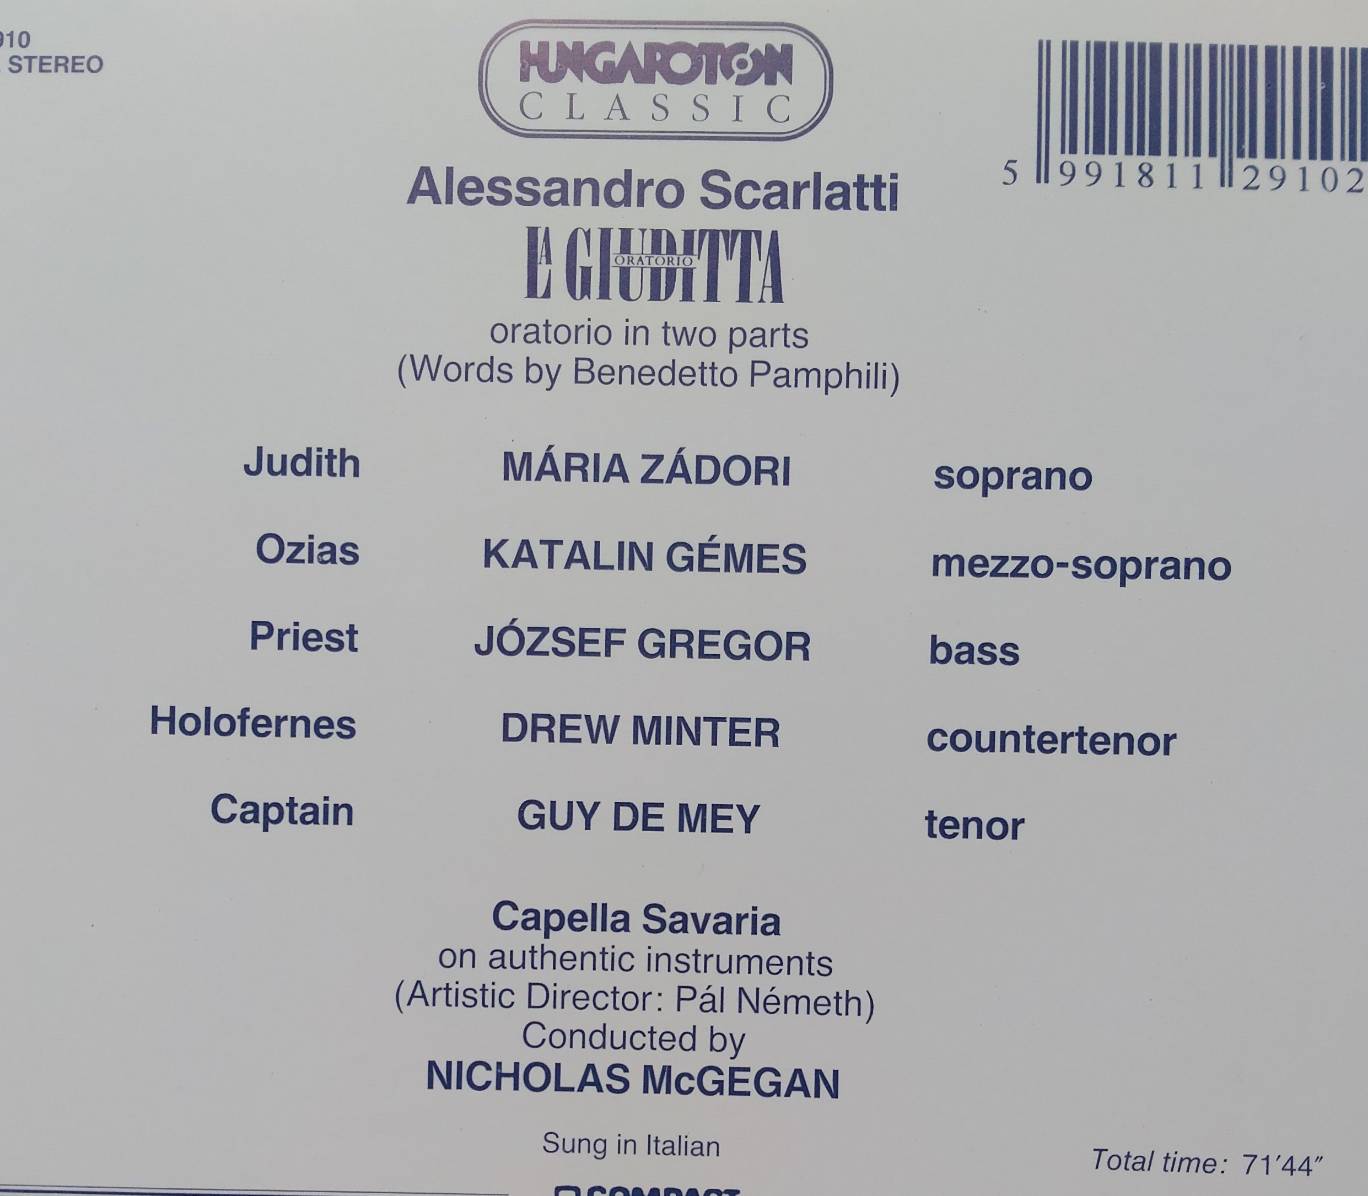 910
STEREO
HUNGAROTON
CLASSIC
5 991811 29102
Alessandro Scarlatti
LA GIUDITTA
ORATORIO
oratorio in two parts
(Words by Benedetto Pamphili)
Judith MÁRIA ZÁDORI soprano
Ozias KATALIN GÉMES mezzo-soprano
Priest JÓZSEF GREGOR bass
Holofernes DREW MINTER countertenor
Captain GUY DE MEY tenor
Capella Savaria
on authentic instruments
(Artistic Director: Pál Németh)
Conducted by
NICHOLAS McGEGAN
Sung in Italian
Total time: 71′44″
COMPACT